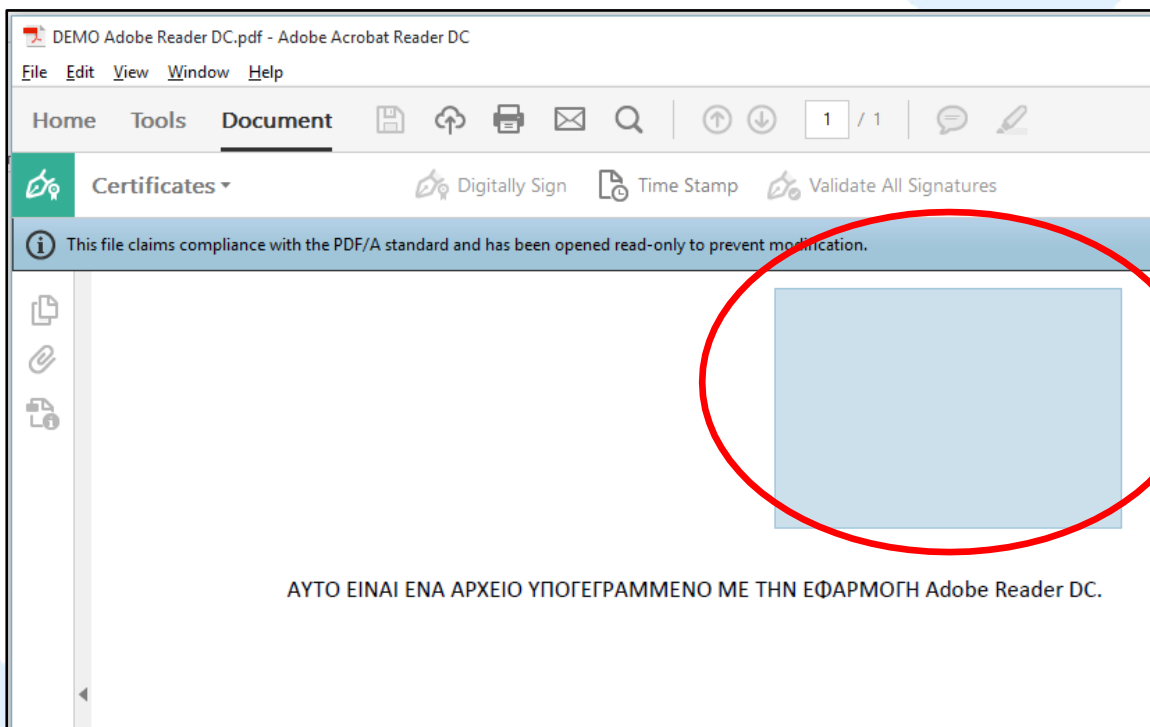 DEMO Adobe Reader DC.pdf - Adobe Acrobat Reader DC
File Edit View Window Help
Home Tools Document 1 / 1
Certificates Digitally Sign Time Stamp Validate All Signatures
This file claims compliance with the PDF/A standard and has been opened read-only to prevent modification.
ΑΥΤΟ ΕΙΝΑΙ ΕΝΑ ΑΡΧΕΙΟ ΥΠΟΓΕΓΡΑΜΜΕΝΟ ΜΕ ΤΗΝ ΕΦΑΡΜΟΓΗ Adobe Reader DC.